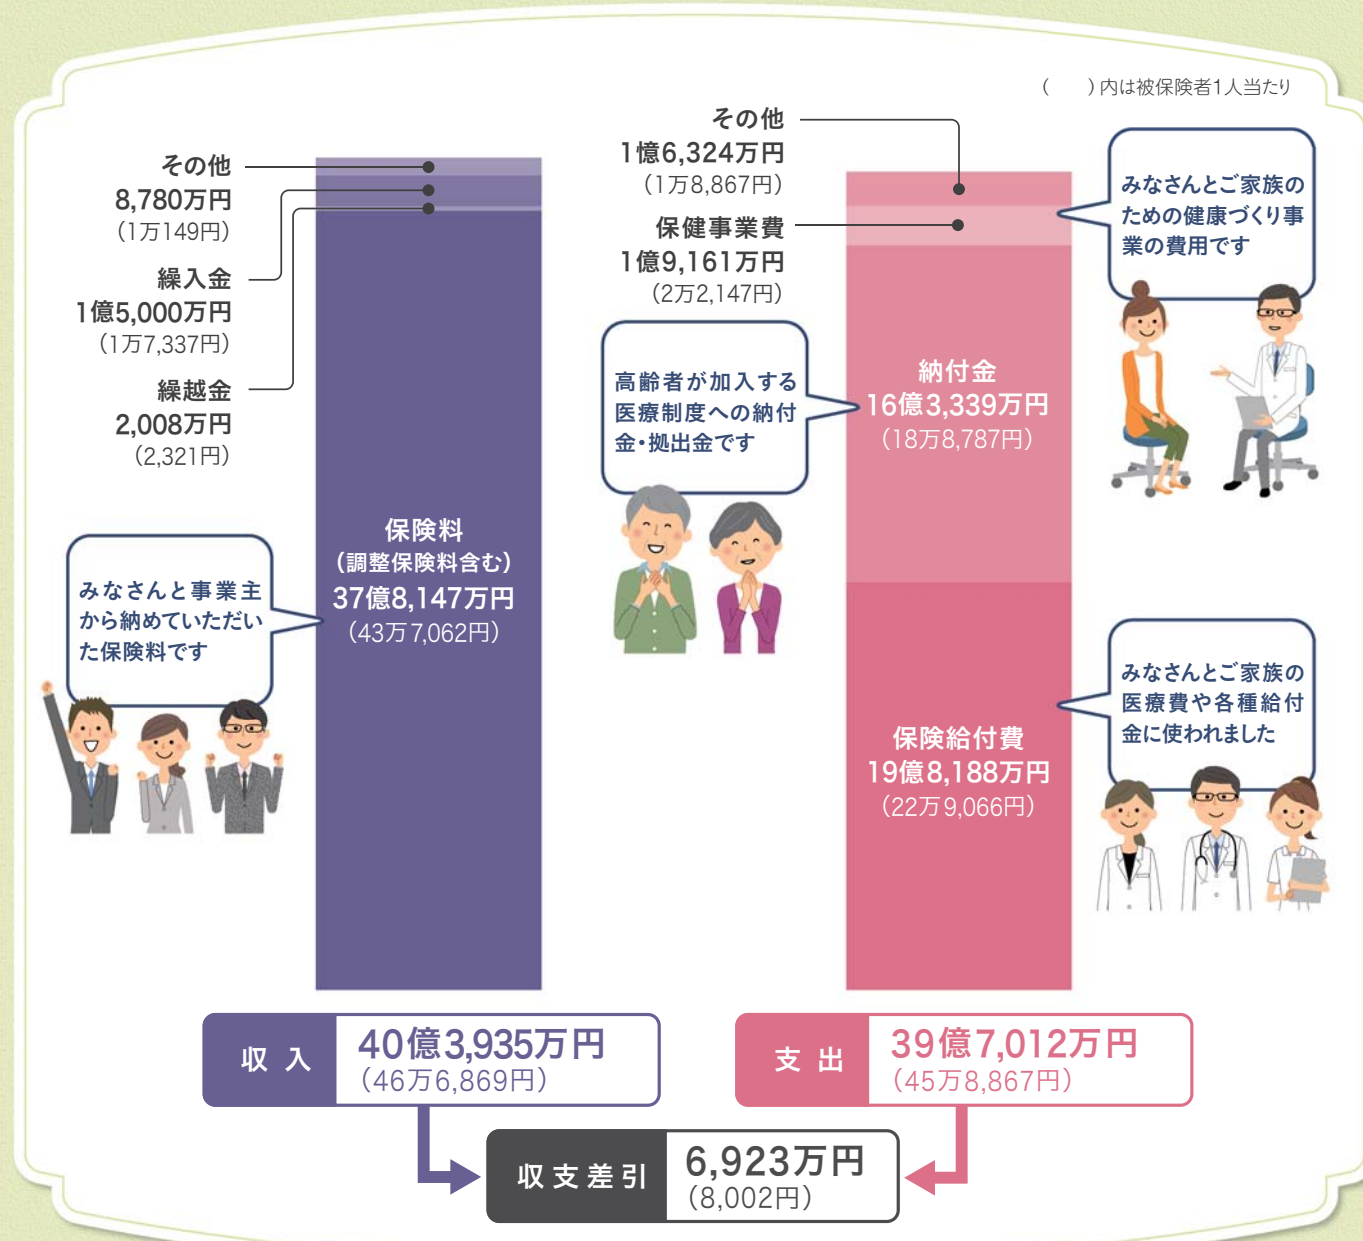 (　　)内は被保険者1人当たり
その他
8,780万円
(1万149円)
繰入金
1億5,000万円
(1万7,337円)
繰越金
2,008万円
(2,321円)
保険料
(調整保険料含む)
37億8,147万円
(43万7,062円)
みなさんと事業主
から納めていただい
た保険料です
その他
1億6,324万円
(1万8,867円)
保健事業費
1億9,161万円
(2万2,147円)
みなさんとご家族の
ための健康づくり事
業の費用です
高齢者が加入する
医療制度への納付
金・拠出金です
納付金
16億3,339万円
(18万8,787円)
保険給付費
19億8,188万円
(22万9,066円)
みなさんとご家族の
医療費や各種給付
金に使われました
収入
40億3,935万円
(46万6,869円)
支出
39億7,012万円
(45万8,867円)
収支差引
6,923万円
(8,002円)